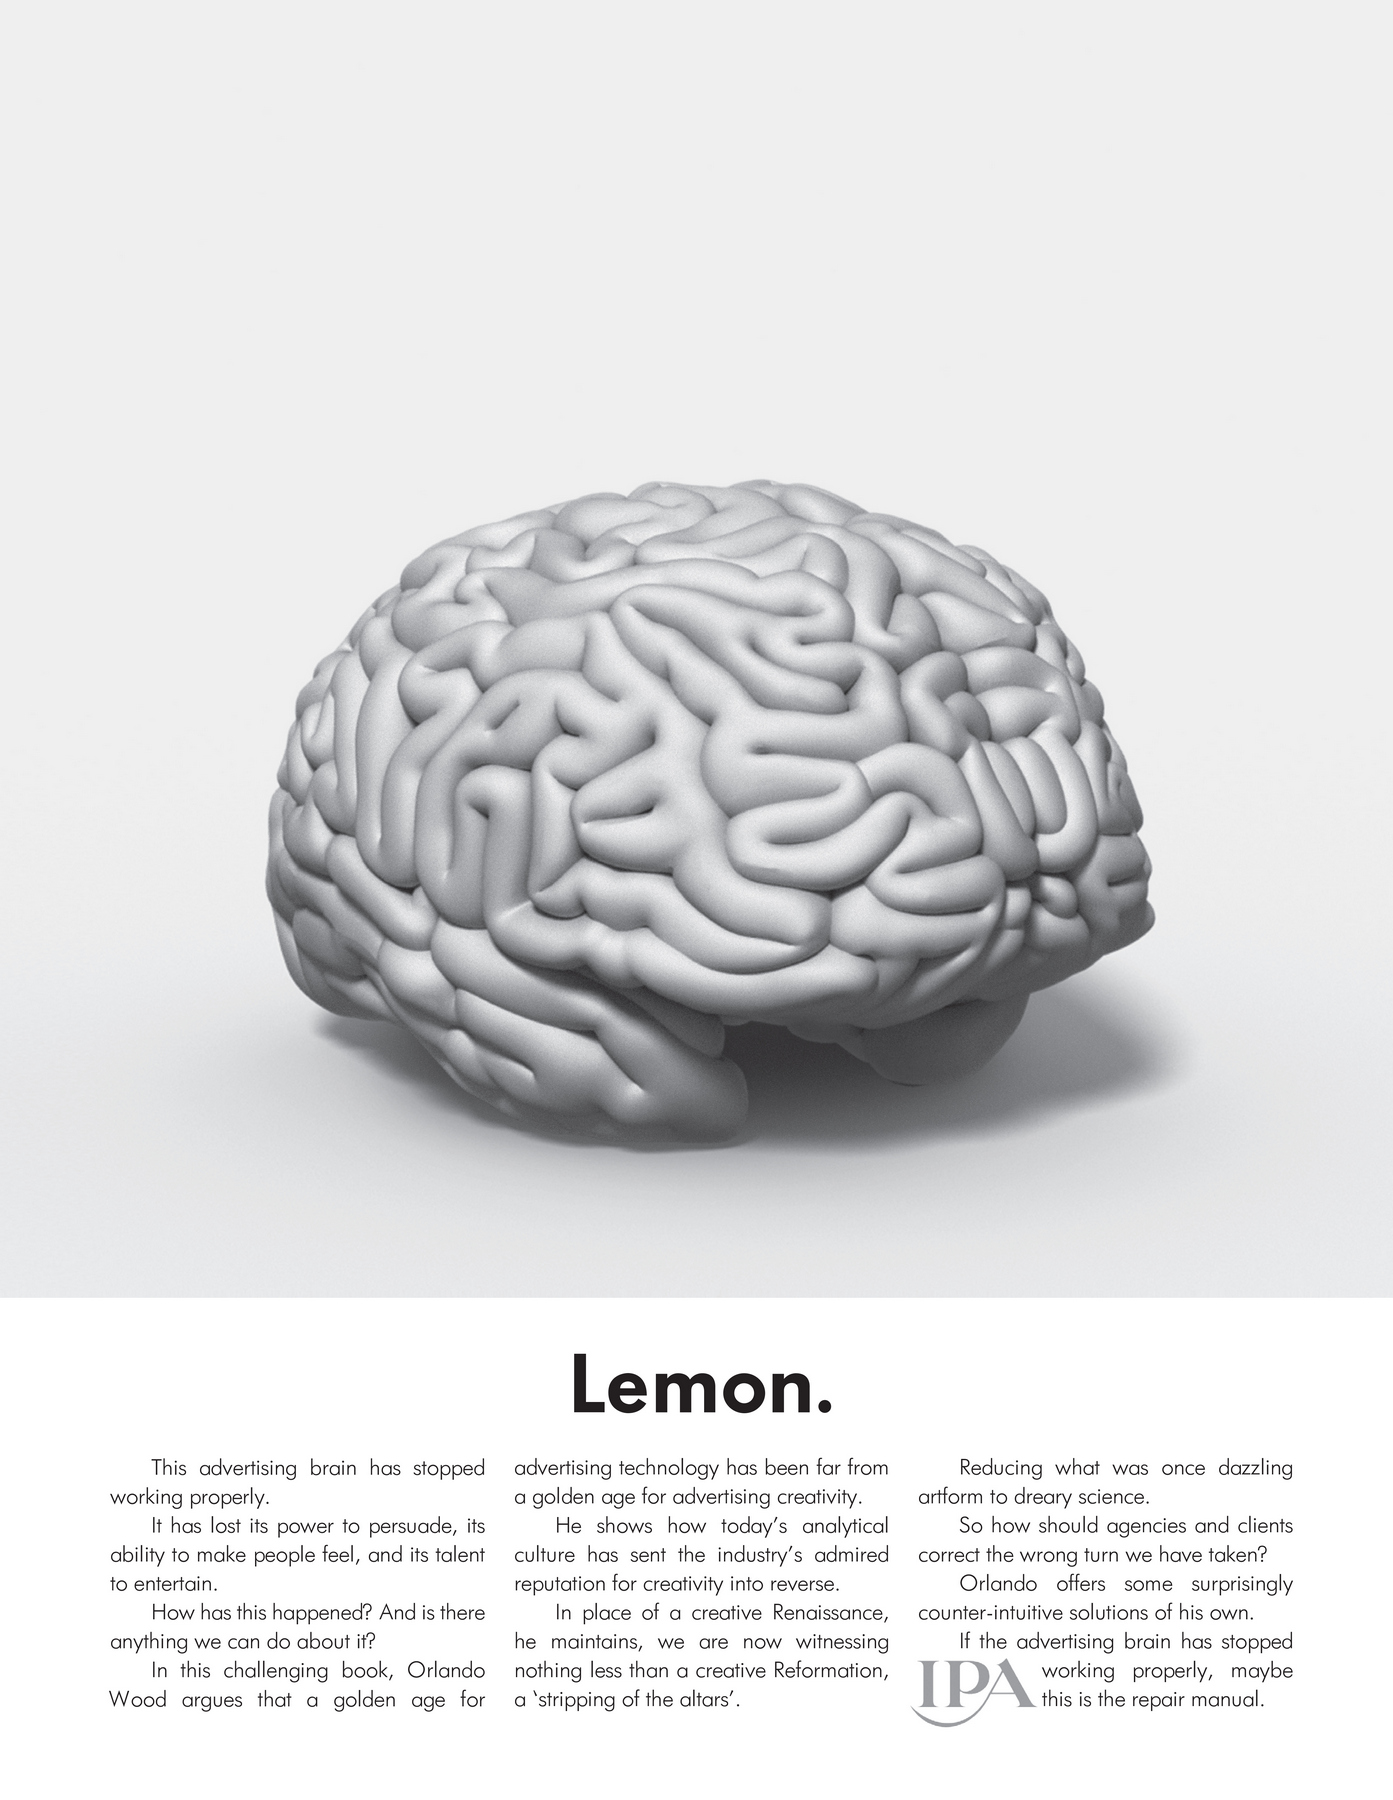 Lemon.
This advertising brain has stopped
working properly.
It has lost its power to persuade, its
ability to make people feel, and its talent
to entertain.
How has this happened? And is there
anything we can do about it?
In this challenging book, Orlando
Wood argues that a golden age for
advertising technology has been far from
a golden age for advertising creativity.
He shows how today’s analytical
culture has sent the industry’s admired
reputation for creativity into reverse.
In place of a creative Renaissance,
he maintains, we are now witnessing
nothing less than a creative Reformation,
a ‘stripping of the altars’.
Reducing what was once dazzling
artform to dreary science.
So how should agencies and clients
correct the wrong turn we have taken?
Orlando offers some surprisingly
counter-intuitive solutions of his own.
If the advertising brain has stopped
working properly, maybe
this is the repair manual.
IPA